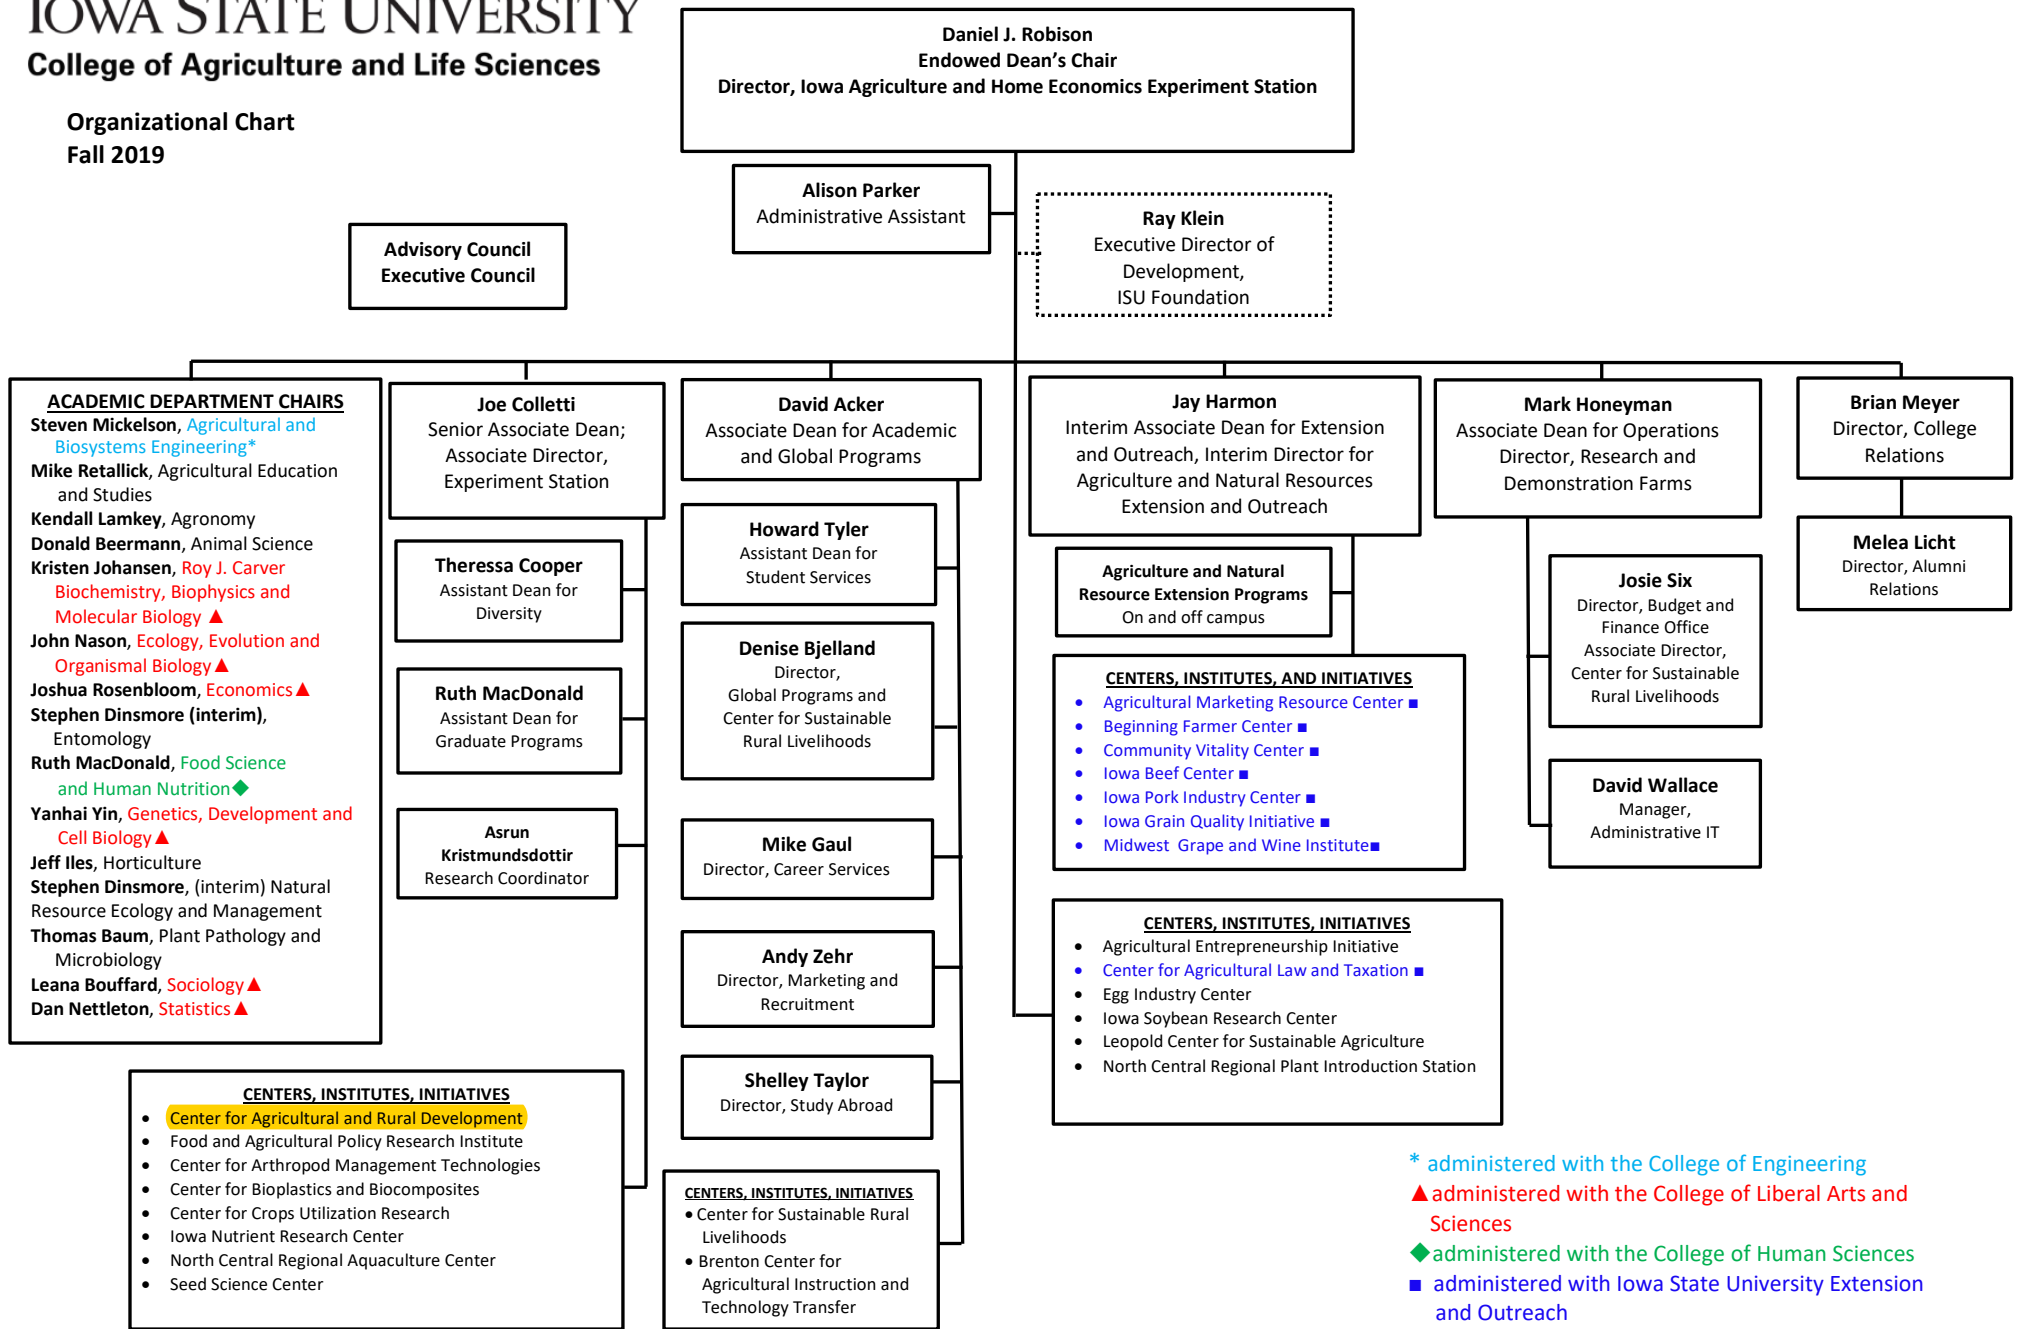 IOWA STATE UNIVERSITY
College of Agriculture and Life Sciences
Organizational Chart
Fall 2019
Daniel J. Robison
Endowed Dean's Chair
Director, Iowa Agriculture and Home Economics Experiment Station
Alison Parker
Administrative Assistant
Ray Klein
Executive Director of
Development,
ISU Foundation
Advisory Council
Executive Council
ACADEMIC DEPARTMENT CHAIRS
Steven Mickelson, Agricultural and
Biosystems Engineering*
Mike Retallick, Agricultural Education
and Studies
Kendall Lamkey, Agronomy
Donald Beermann, Animal Science
Kristen Johansen, Roy J. Carver
Biochemistry, Biophysics and
Molecular Biology ▲
John Nason, Ecology, Evolution and
Organismal Biology▲
Joshua Rosenbloom, Economics▲
Stephen Dinsmore (interim),
Entomology
Ruth MacDonald, Food Science
and Human Nutrition◆
Yanhai Yin, Genetics, Development and
Cell Biology▲
Jeff Iles, Horticulture
Stephen Dinsmore, (interim) Natural
Resource Ecology and Management
Thomas Baum, Plant Pathology and
Microbiology
Leana Bouffard, Sociology▲
Dan Nettleton, Statistics▲
Joe Colletti
Senior Associate Dean;
Associate Director,
Experiment Station
Theressa Cooper
Assistant Dean for
Diversity
Ruth MacDonald
Assistant Dean for
Graduate Programs
Asrun
Kristmundsdottir
Research Coordinator
CENTERS, INSTITUTES, INITIATIVES
• Center for Agricultural and Rural Development
• Food and Agricultural Policy Research Institute
• Center for Arthropod Management Technologies
• Center for Bioplastics and Biocomposites
• Center for Crops Utilization Research
• Iowa Nutrient Research Center
• North Central Regional Aquaculture Center
• Seed Science Center
David Acker
Associate Dean for Academic
and Global Programs
Howard Tyler
Assistant Dean for
Student Services
Denise Bjelland
Director,
Global Programs and
Center for Sustainable
Rural Livelihoods
Mike Gaul
Director, Career Services
Andy Zehr
Director, Marketing and
Recruitment
Shelley Taylor
Director, Study Abroad
CENTERS, INSTITUTES, INITIATIVES
• Center for Sustainable Rural
Livelihoods
• Brenton Center for
Agricultural Instruction and
Technology Transfer
Jay Harmon
Interim Associate Dean for Extension
and Outreach, Interim Director for
Agriculture and Natural Resources
Extension and Outreach
Agriculture and Natural
Resource Extension Programs
On and off campus
CENTERS, INSTITUTES, AND INITIATIVES
• Agricultural Marketing Resource Center ■
• Beginning Farmer Center ■
• Community Vitality Center ■
• Iowa Beef Center ■
• Iowa Pork Industry Center ■
• Iowa Grain Quality Initiative ■
• Midwest Grape and Wine Institute■
CENTERS, INSTITUTES, INITIATIVES
• Agricultural Entrepreneurship Initiative
• Center for Agricultural Law and Taxation ■
• Egg Industry Center
• Iowa Soybean Research Center
• Leopold Center for Sustainable Agriculture
• North Central Regional Plant Introduction Station
Mark Honeyman
Associate Dean for Operations
Director, Research and
Demonstration Farms
Josie Six
Director, Budget and
Finance Office
Associate Director,
Center for Sustainable
Rural Livelihoods
David Wallace
Manager,
Administrative IT
Brian Meyer
Director, College
Relations
Melea Licht
Director, Alumni
Relations
* administered with the College of Engineering
▲administered with the College of Liberal Arts and
Sciences
◆administered with the College of Human Sciences
■ administered with Iowa State University Extension
and Outreach